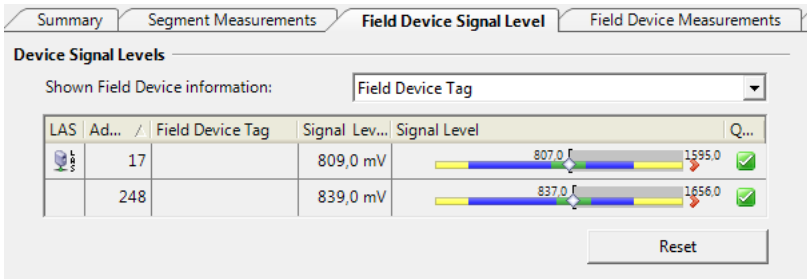 Summary Segment Measurements Field Device Signal Level Field Device Measurements
Device Signal Levels
Shown Field Device information: Field Device Tag
LAS Ad... Field Device Tag Signal Lev... Signal Level Q...
LAS 17 809,0 mV 807,0 1595,0
248 839,0 mV 837,0 1656,0
Reset